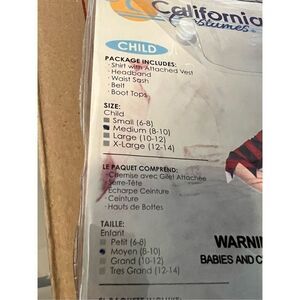 California
Costumes
CHILD
PACKAGE INCLUDES:
· Shirt with Attached Vest
· Headband
· Waist Sash
· Belt
· Boot Tops
SIZE:
Child
Small (6-8)
Medium (8-10)
Large (10-12)
X-Large (12-14)
LE PAQUET COMPREND:
· Chemise avec Gilet Attachée
· Serre-Tête
· Echarpe Ceinture
· Ceinture
· Hauts de Bottes
TAILLE:
Enfant
Petit (6-8)
Moyen (8-10)
Grand (10-12)
Tres Grand (12-14)
WARNI
BABIES AND C